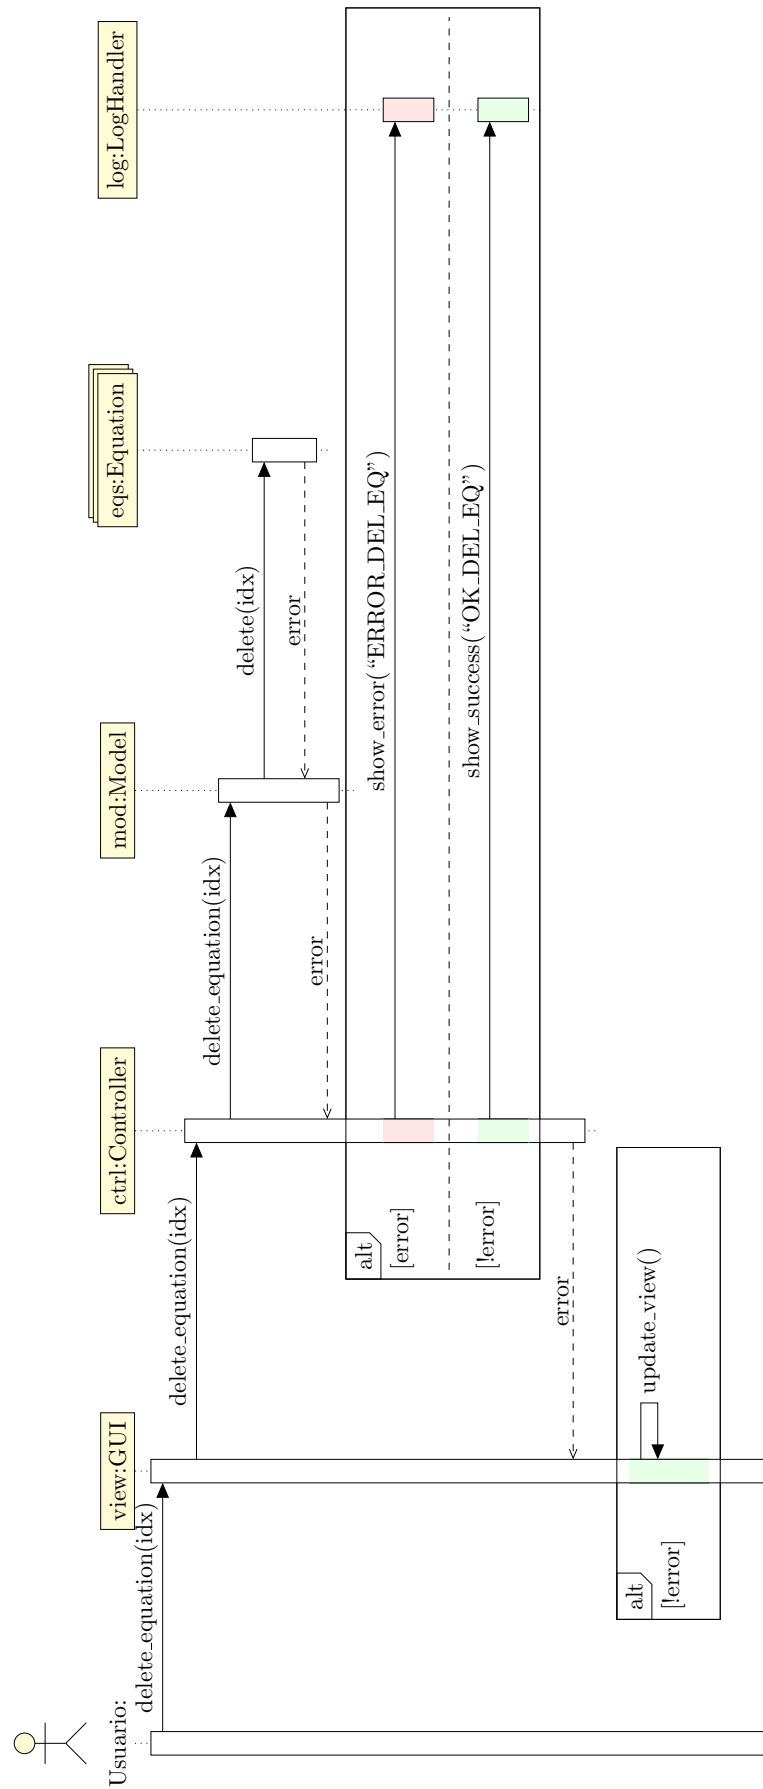 Usuario:
view:GUI
ctrl:Controller
mod:Model
eqs:Equation
log:LogHandler
delete_equation(idx)
delete_equation(idx)
delete_equation(idx)
delete(idx)
error
error
alt
[error]
show_error(“ERROR_DEL_EQ”)
[!error]
show_success(“OK_DEL_EQ”)
error
alt
[!error]
update_view()